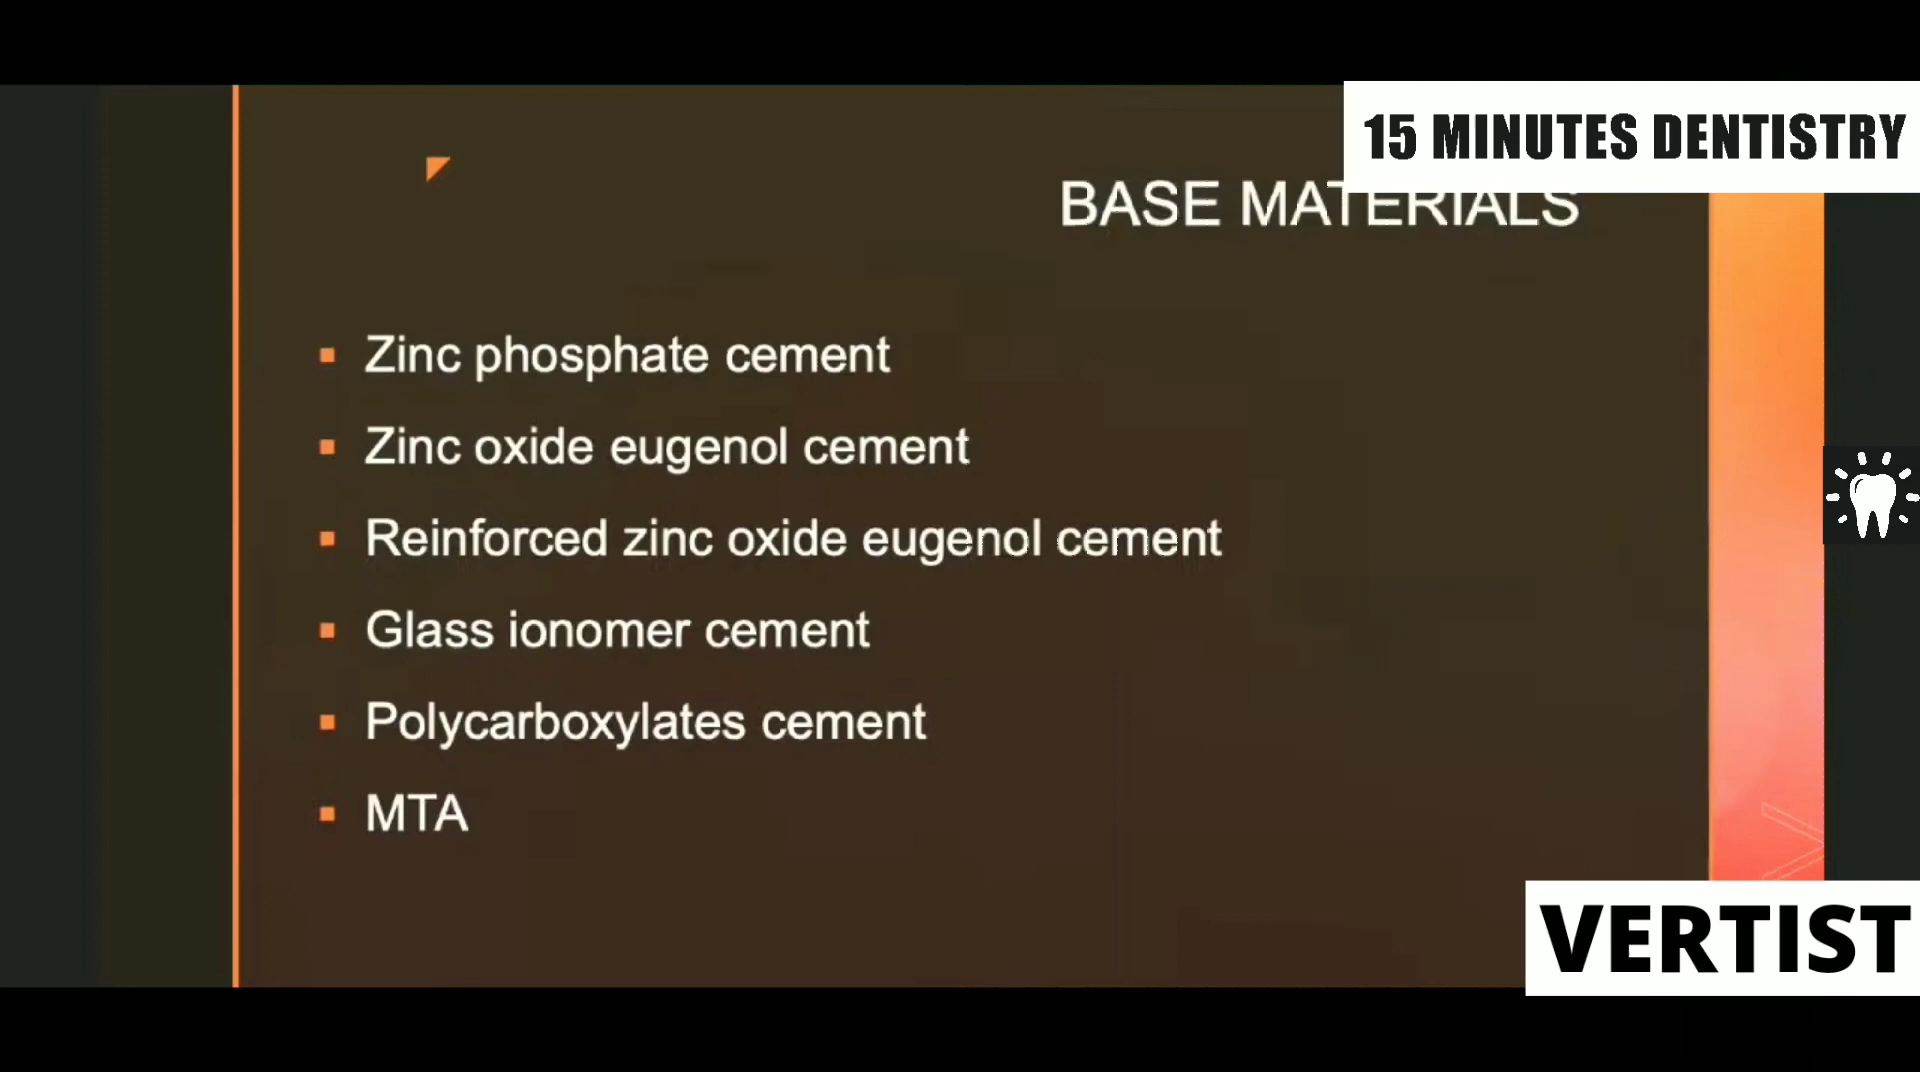 15 MINUTES DENTISTRY
BASE MATERIALS
Zinc phosphate cement
Zinc oxide eugenol cement
Reinforced zinc oxide eugenol cement
Glass ionomer cement
Polycarboxylates cement
MTA
VERTIST